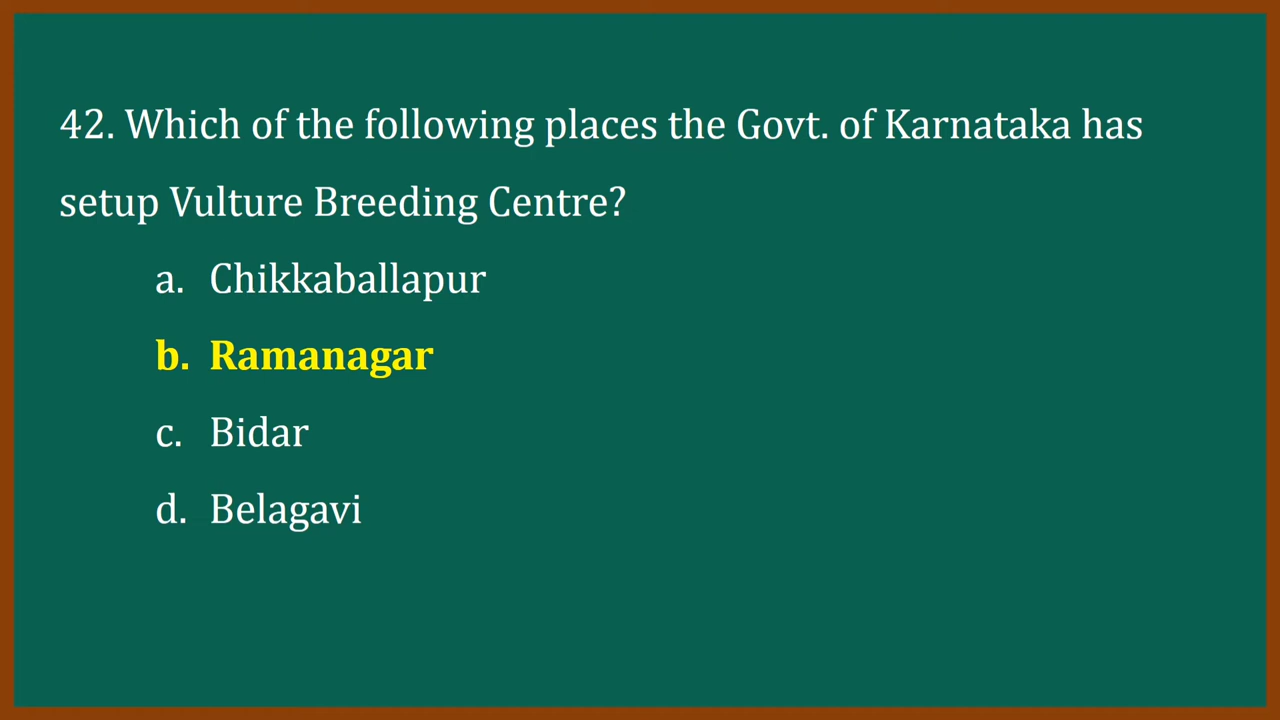 42. Which of the following places the Govt. of Karnataka has
setup Vulture Breeding Centre?
a. Chikkaballapur
b. Ramanagar
c. Bidar
d. Belagavi